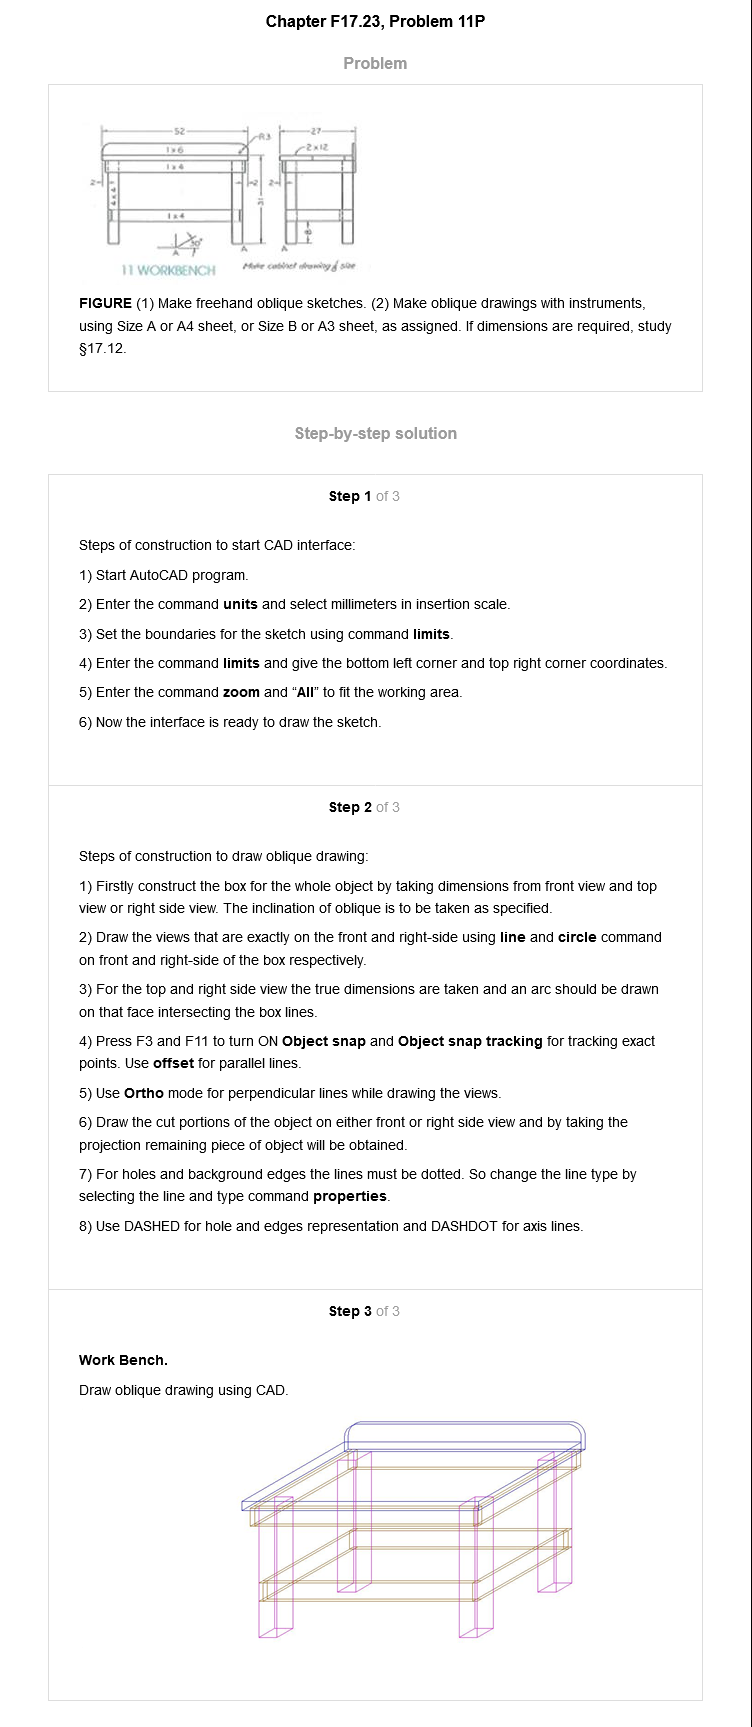 Chapter F17.23, Problem 11P
Problem
52
27
R3
1x6
2x12
1x4
2
2
2
4x4
31
1x4
8
30°
A
A
A
11 WORKBENCH
Make cabinet drawing ½ size
FIGURE (1) Make freehand oblique sketches. (2) Make oblique drawings with instruments,
using Size A or A4 sheet, or Size B or A3 sheet, as assigned. If dimensions are required, study
§17.12.
Step-by-step solution
Step 1 of 3
Steps of construction to start CAD interface:
1) Start AutoCAD program.
2) Enter the command units and select millimeters in insertion scale.
3) Set the boundaries for the sketch using command limits.
4) Enter the command limits and give the bottom left corner and top right corner coordinates.
5) Enter the command zoom and “All” to fit the working area.
6) Now the interface is ready to draw the sketch.
Step 2 of 3
Steps of construction to draw oblique drawing:
1) Firstly construct the box for the whole object by taking dimensions from front view and top
view or right side view. The inclination of oblique is to be taken as specified.
2) Draw the views that are exactly on the front and right-side using line and circle command
on front and right-side of the box respectively.
3) For the top and right side view the true dimensions are taken and an arc should be drawn
on that face intersecting the box lines.
4) Press F3 and F11 to turn ON Object snap and Object snap tracking for tracking exact
points. Use offset for parallel lines.
5) Use Ortho mode for perpendicular lines while drawing the views.
6) Draw the cut portions of the object on either front or right side view and by taking the
projection remaining piece of object will be obtained.
7) For holes and background edges the lines must be dotted. So change the line type by
selecting the line and type command properties.
8) Use DASHED for hole and edges representation and DASHDOT for axis lines.
Step 3 of 3
Work Bench.
Draw oblique drawing using CAD.